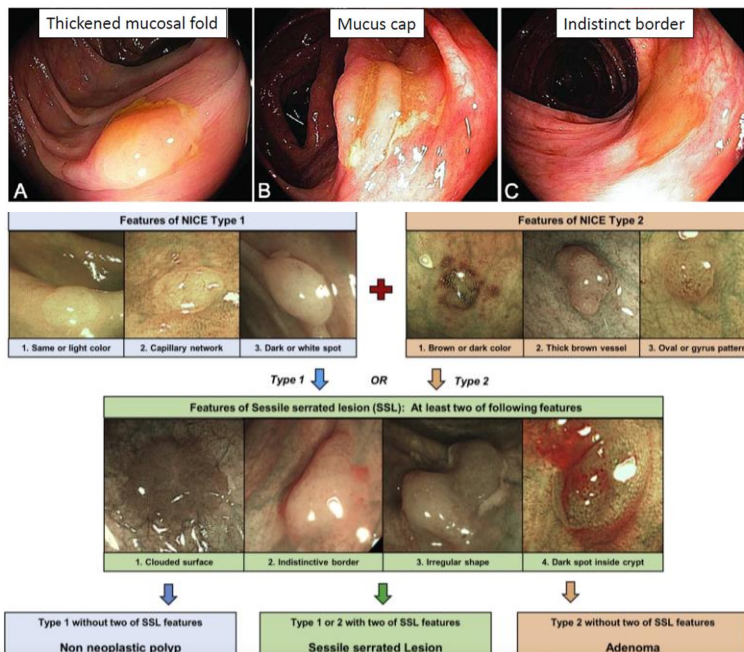 Thickened mucosal fold
Mucus cap
Indistinct border
A
B
C
Features of NICE Type 1
1. Same or light color
2. Capillary network
3. Dark or white spot
Features of NICE Type 2
1. Brown or dark color
2. Thick brown vessel
3. Oval or gyrus pattern
Type 1 OR Type 2
Features of Sessile serrated lesion (SSL): At least two of following features
1. Clouded surface
2. Indistinctive border
3. Irregular shape
4. Dark spot inside crypt
Type 1 without two of SSL features
Non neoplastic polyp
Type 1 or 2 with two of SSL features
Sessile serrated Lesion
Type 2 without two of SSL features
Adenoma